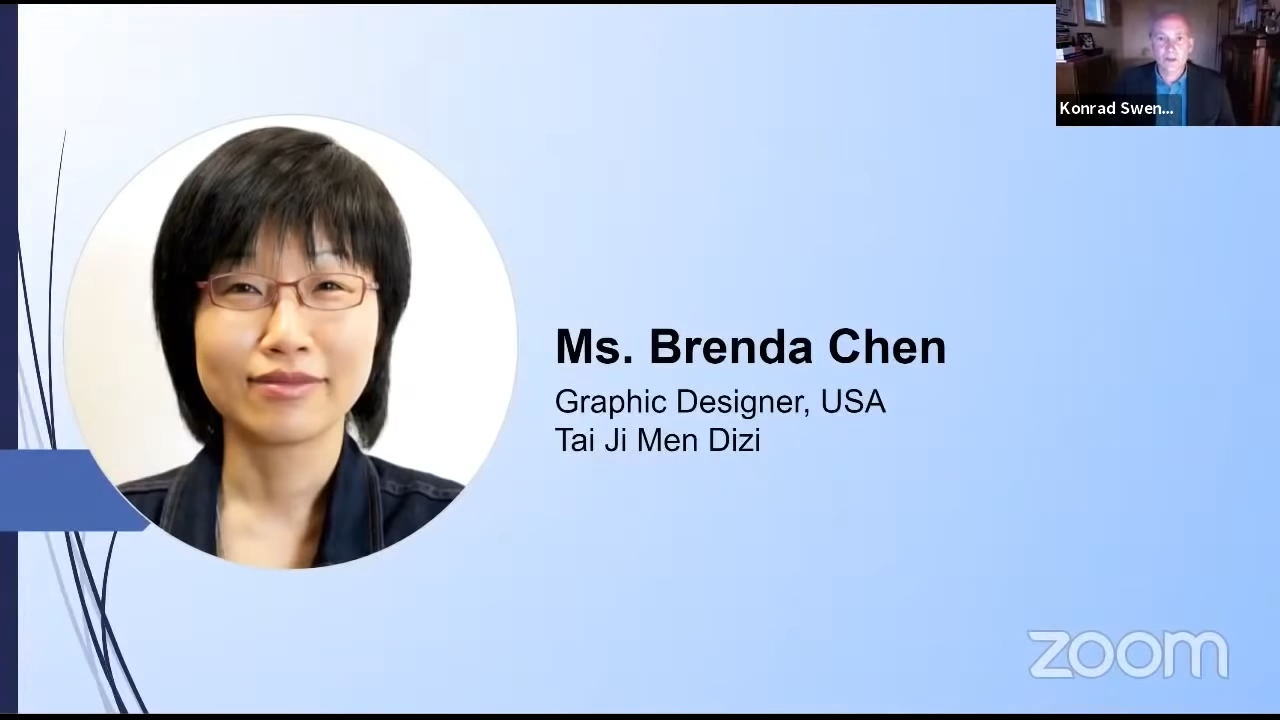 Konrad Swen...
Ms. Brenda Chen
Graphic Designer, USA
Tai Ji Men Dizi
zoom